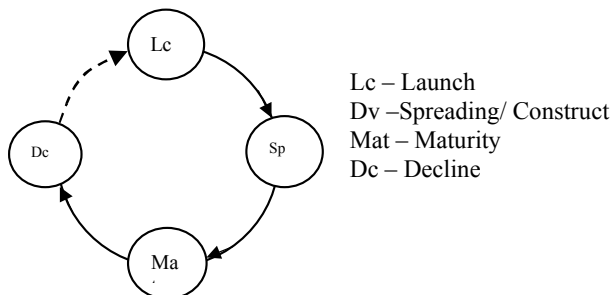 Lc
Lc – Launch
Dv –Spreading/ Construct
Mat – Maturity
Dc – Decline
Dc
Sp
Ma